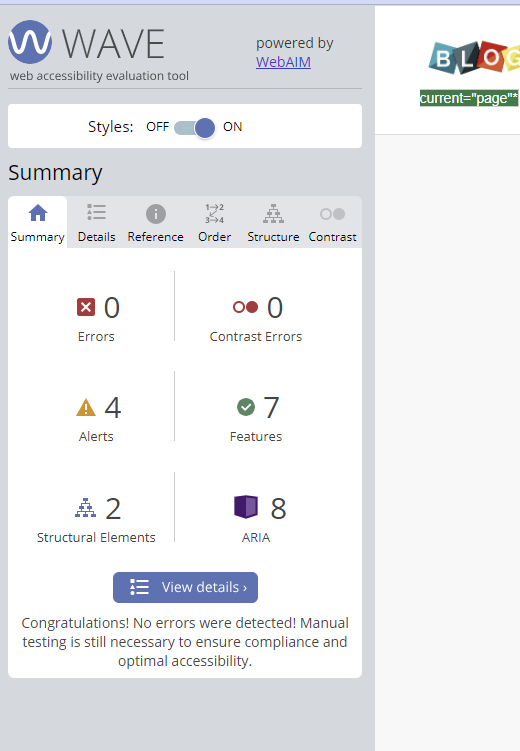 WAVE
web accessibility evaluation tool
powered by
WebAIM
Styles: OFF ON
Summary
Summary Details Reference Order Structure Contrast
0
Errors
0
Contrast Errors
4
Alerts
7
Features
2
Structural Elements
8
ARIA
View details ›
Congratulations! No errors were detected! Manual
testing is still necessary to ensure compliance and
optimal accessibility.
BLOG
current="page"*